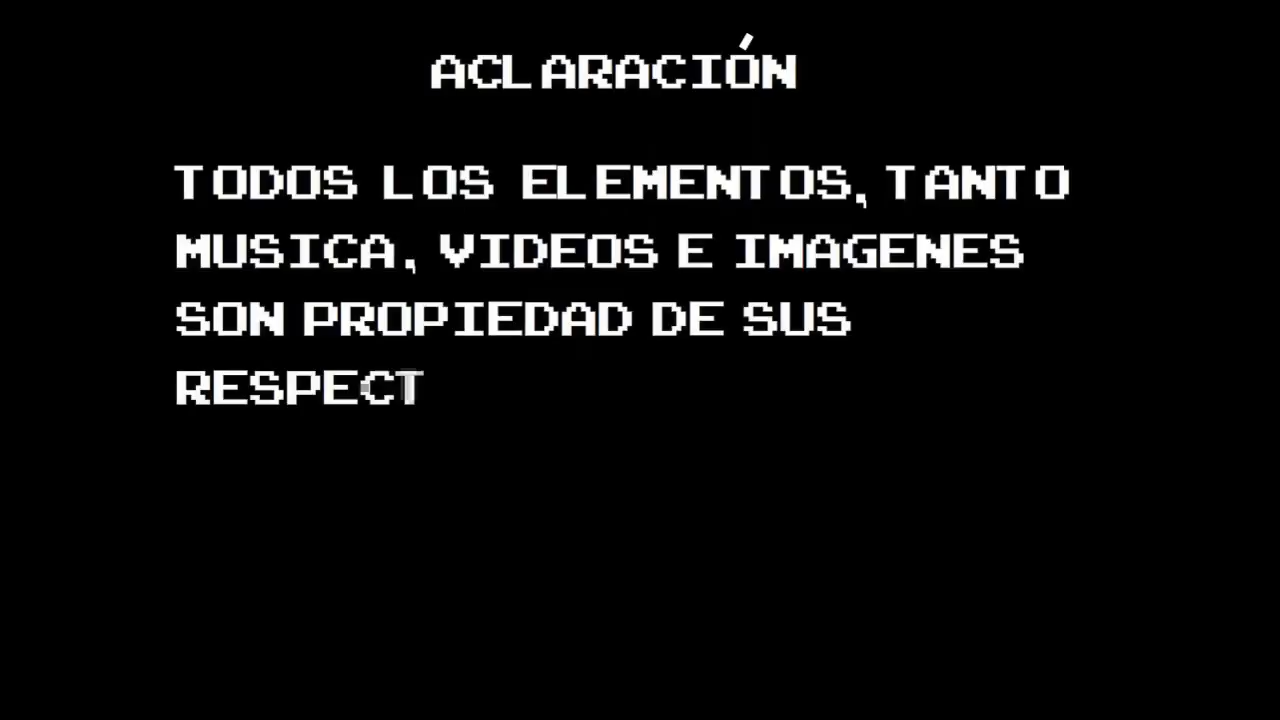 ACLARACIÓN
TODOS LOS ELEMENTOS, TANTO
MUSICA, VIDEOS E IMAGENES
SON PROPIEDAD DE SUS
RESPECT